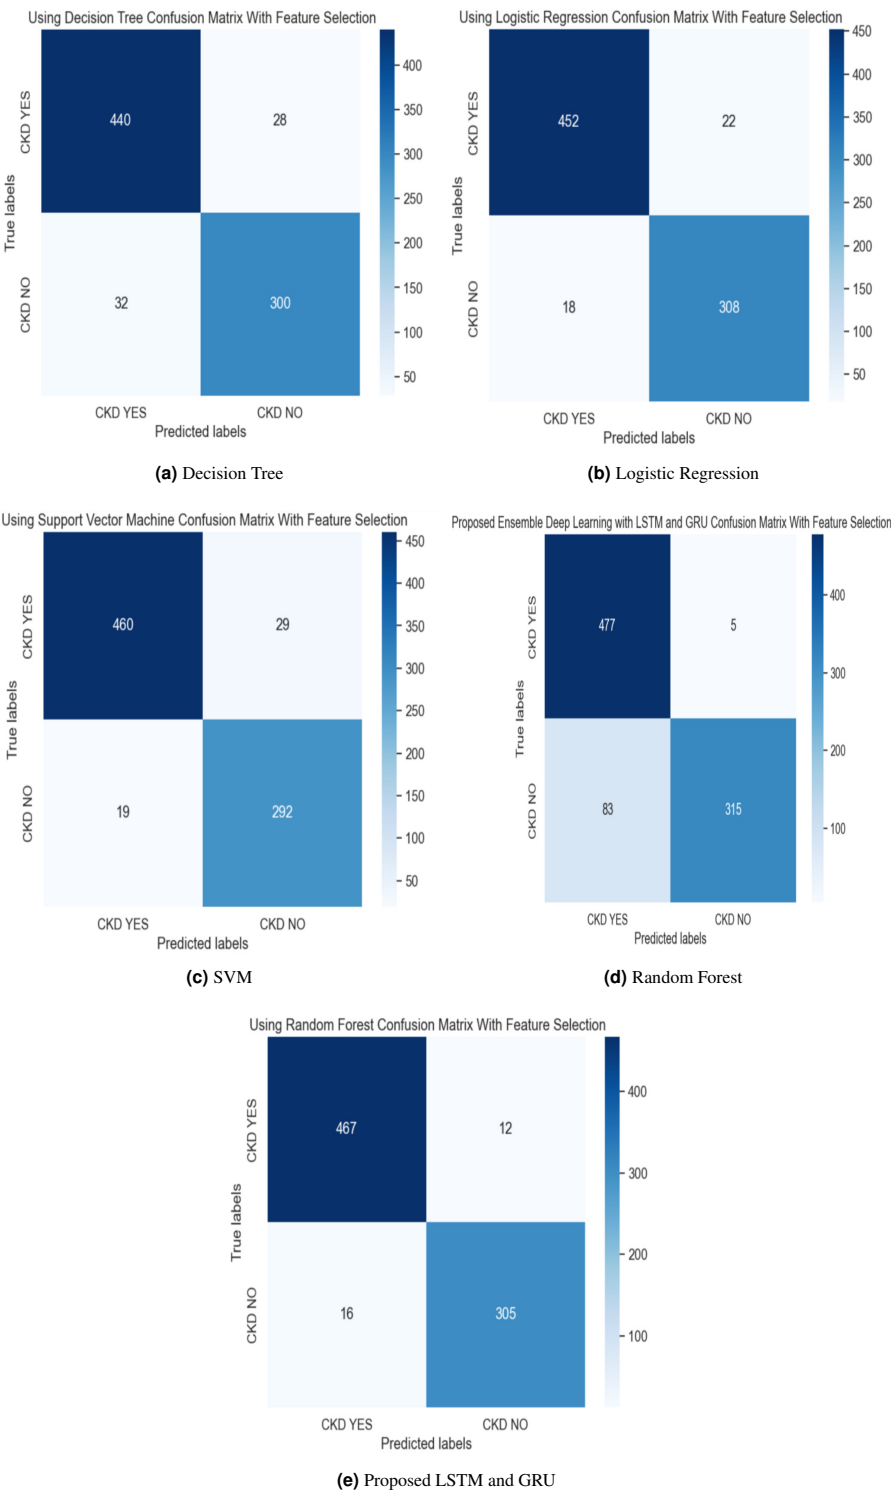 Using Decision Tree Confusion Matrix With Feature Selection
CKD YES
True labels
CKD NO
440
28
32
300
400
350
300
250
200
150
100
50
CKD YES
CKD NO
Predicted labels
(a) Decision Tree
Using Logistic Regression Confusion Matrix With Feature Selection
CKD YES
True labels
CKD NO
452
22
18
308
450
400
350
300
250
200
150
100
50
CKD YES
CKD NO
Predicted labels
(b) Logistic Regression
Using Support Vector Machine Confusion Matrix With Feature Selection
CKD YES
True labels
CKD NO
460
29
19
292
450
400
350
300
250
200
150
100
50
CKD YES
CKD NO
Predicted labels
(c) SVM
Proposed Ensemble Deep Learning with LSTM and GRU Confusion Matrix With Feature Selection
CKD YES
True labels
CKD NO
477
5
83
315
400
300
200
100
CKD YES
CKD NO
Predicted labels
(d) Random Forest
Using Random Forest Confusion Matrix With Feature Selection
CKD YES
True labels
CKD NO
467
12
16
305
400
300
200
100
CKD YES
CKD NO
Predicted labels
(e) Proposed LSTM and GRU